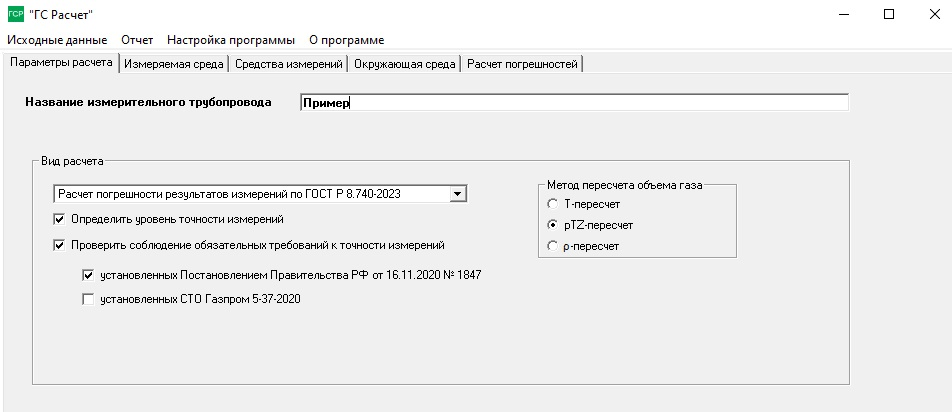 ГСР "ГС Расчет"
Исходные данные Отчет Настройка программы О программе
Параметры расчета Измеряемая среда Средства измерений Окружающая среда Расчет погрешностей
Название измерительного трубопровода Пример
Вид расчета
Расчет погрешности результатов измерений по ГОСТ Р 8.740-2023
Определить уровень точности измерений
Проверить соблюдение обязательных требований к точности измерений
установленных Постановлением Правительства РФ от 16.11.2020 № 1847
установленных СТО Газпром 5-37-2020
Метод пересчета объема газа
Т-пересчет
pTZ-пересчет
ρ-пересчет